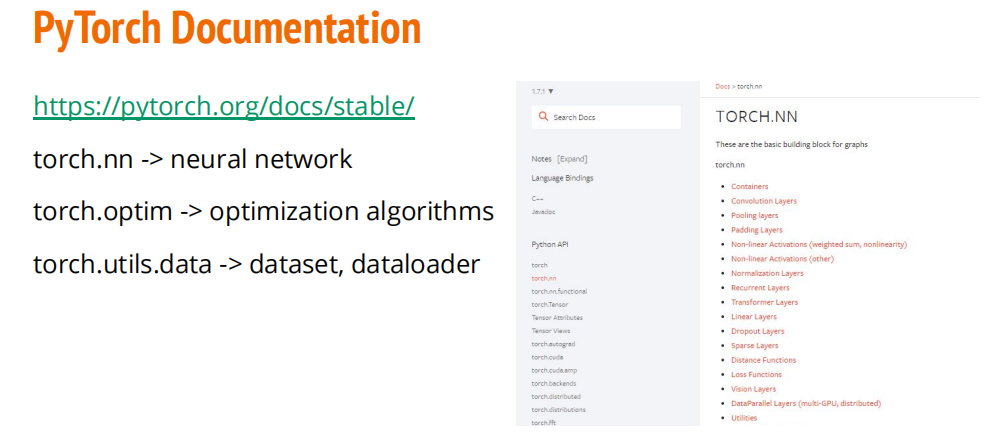 PyTorch Documentation
https://pytorch.org/docs/stable/
torch.nn -> neural network
torch.optim -> optimization algorithms
torch.utils.data -> dataset, dataloader
1.7.1 ▼
Search Docs
Notes [Expand]
Language Bindings
C++
Javadoc
Python API
torch
torch.nn
torch.nn.functional
torch.Tensor
Tensor Attributes
Tensor Views
torch.autograd
torch.cuda
torch.cuda.amp
torch.backends
torch.distributed
torch.distributions
torch.fft
Docs > torch.nn
TORCH.NN
These are the basic building block for graphs
torch.nn
• Containers
• Convolution Layers
• Pooling layers
• Padding Layers
• Non-linear Activations (weighted sum, nonlinearity)
• Non-linear Activations (other)
• Normalization Layers
• Recurrent Layers
• Transformer Layers
• Linear Layers
• Dropout Layers
• Sparse Layers
• Distance Functions
• Loss Functions
• Vision Layers
• DataParallel Layers (multi-GPU, distributed)
• Utilities